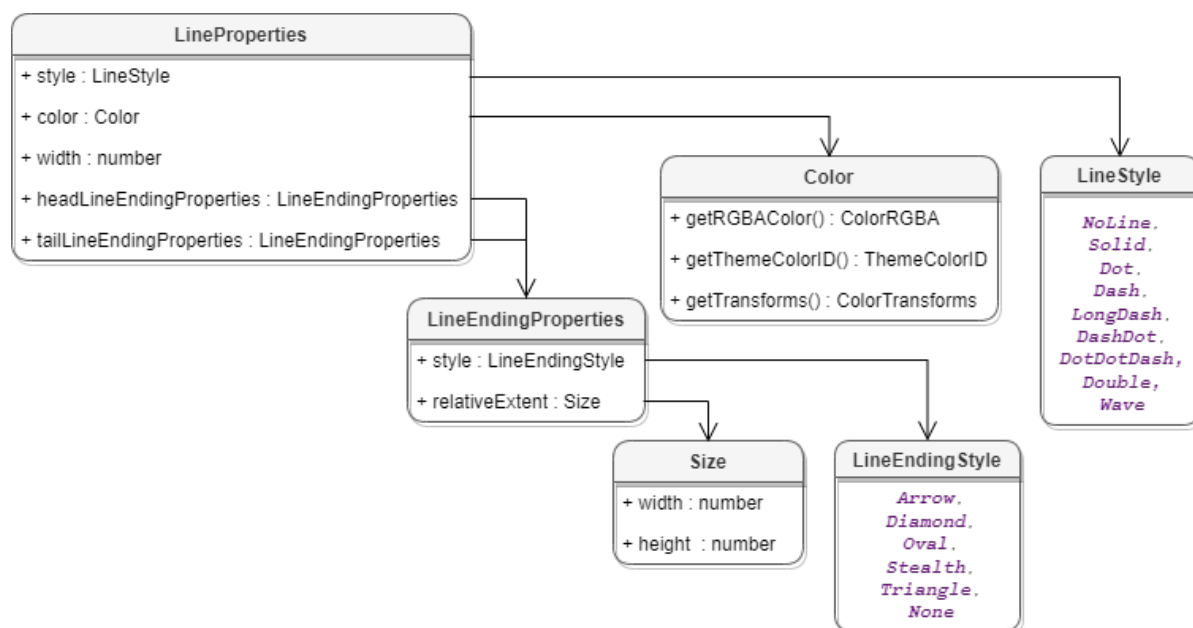 LineProperties
+ style : LineStyle
+ color : Color
+ width : number
+ headLineEndingProperties : LineEndingProperties
+ tailLineEndingProperties : LineEndingProperties
Color
+ getRGBAColor() : ColorRGBA
+ getThemeColorID() : ThemeColorID
+ getTransforms() : ColorTransforms
LineStyle
NoLine,
Solid,
Dot,
Dash,
LongDash,
DashDot,
DotDotDash,
Double,
Wave
LineEndingProperties
+ style : LineEndingStyle
+ relativeExtent : Size
Size
+ width : number
+ height : number
LineEndingStyle
Arrow,
Diamond,
Oval,
Stealth,
Triangle,
None